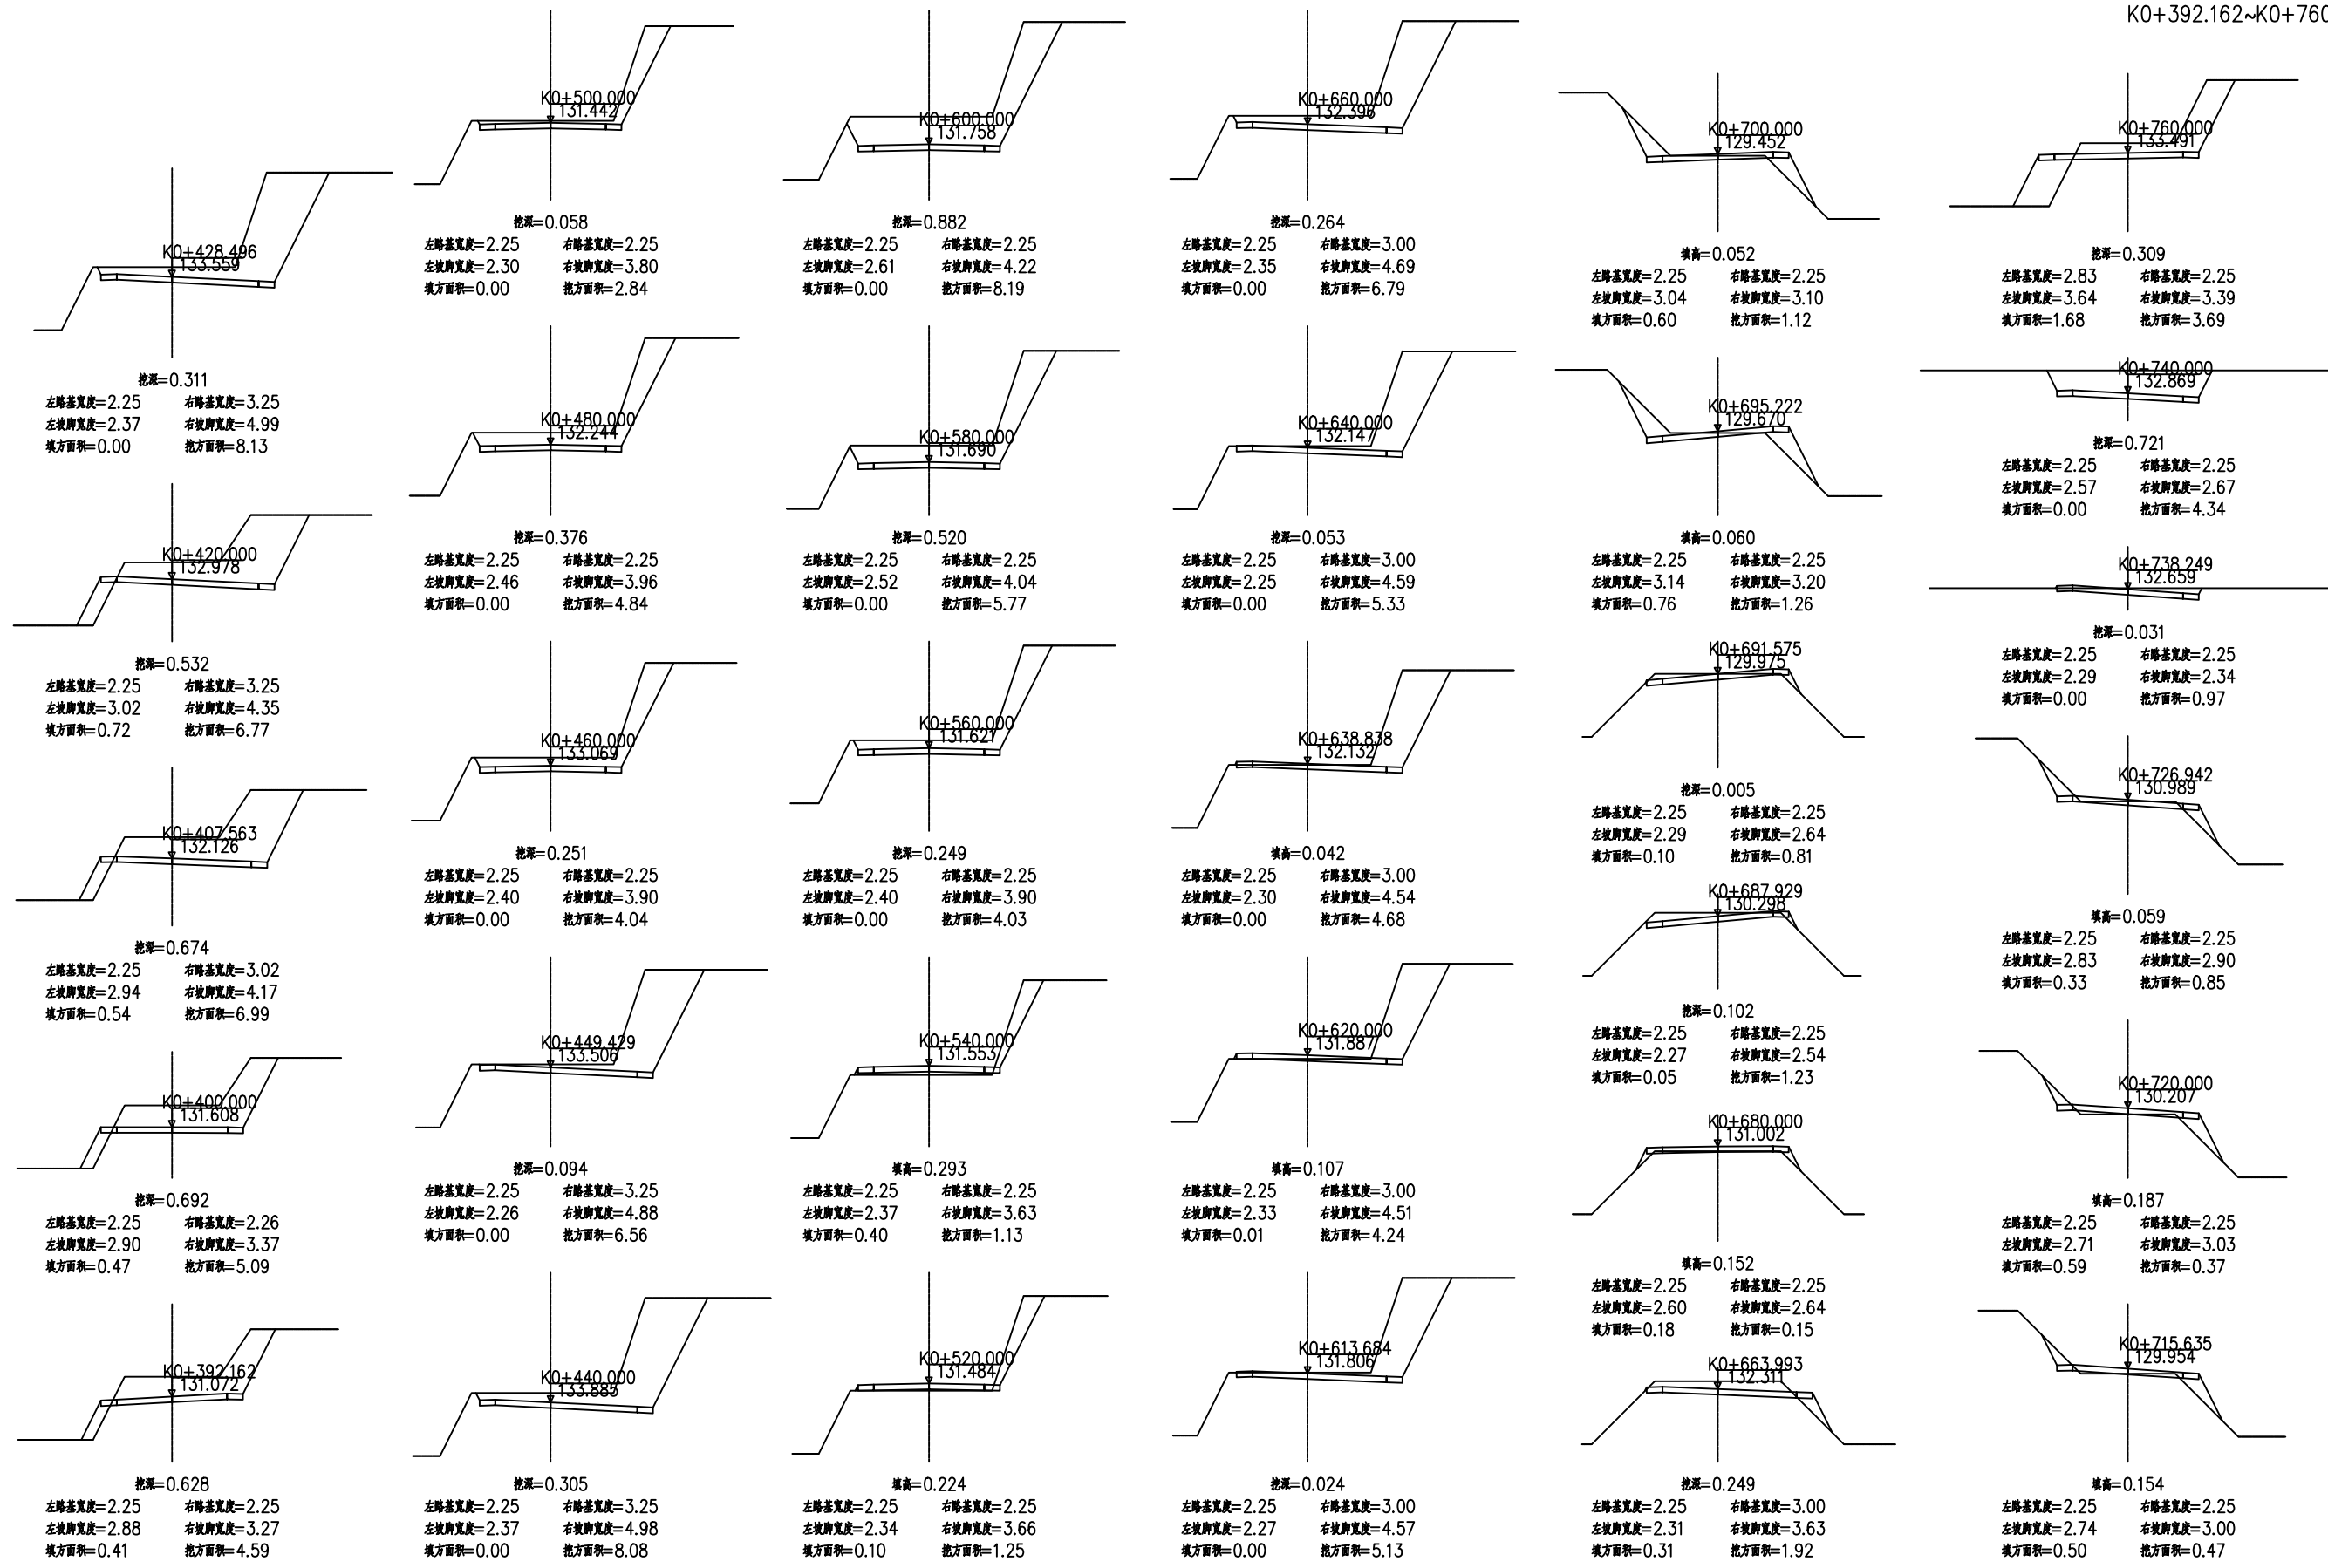 K0+392.162~K0+760
K0+428.496
133.559
挖深=0.311
左路基宽度=2.25 右路基宽度=3.25
左坡脚宽度=2.37 右坡脚宽度=4.99
填方面积=0.00 挖方面积=8.13
K0+420.000
132.978
挖深=0.532
左路基宽度=2.25 右路基宽度=3.25
左坡脚宽度=3.02 右坡脚宽度=4.35
填方面积=0.72 挖方面积=6.77
K0+407.563
132.126
挖深=0.674
左路基宽度=2.25 右路基宽度=3.02
左坡脚宽度=2.94 右坡脚宽度=4.17
填方面积=0.54 挖方面积=6.99
K0+400.000
131.608
挖深=0.692
左路基宽度=2.25 右路基宽度=2.26
左坡脚宽度=2.90 右坡脚宽度=3.37
填方面积=0.47 挖方面积=5.09
K0+392.162
131.072
挖深=0.628
左路基宽度=2.25 右路基宽度=2.25
左坡脚宽度=2.88 右坡脚宽度=3.27
填方面积=0.41 挖方面积=4.59
K0+500.000
131.442
挖深=0.058
左路基宽度=2.25 右路基宽度=2.25
左坡脚宽度=2.30 右坡脚宽度=3.80
填方面积=0.00 挖方面积=2.84
K0+480.000
132.244
挖深=0.376
左路基宽度=2.25 右路基宽度=2.25
左坡脚宽度=2.46 右坡脚宽度=3.96
填方面积=0.00 挖方面积=4.84
K0+460.000
133.069
挖深=0.251
左路基宽度=2.25 右路基宽度=2.25
左坡脚宽度=2.40 右坡脚宽度=3.90
填方面积=0.00 挖方面积=4.04
K0+449.429
133.506
挖深=0.094
左路基宽度=2.25 右路基宽度=3.25
左坡脚宽度=2.26 右坡脚宽度=4.88
填方面积=0.00 挖方面积=6.56
K0+440.000
133.885
挖深=0.305
左路基宽度=2.25 右路基宽度=3.25
左坡脚宽度=2.37 右坡脚宽度=4.98
填方面积=0.00 挖方面积=8.08
K0+600.000
131.758
挖深=0.882
左路基宽度=2.25 右路基宽度=2.25
左坡脚宽度=2.61 右坡脚宽度=4.22
填方面积=0.00 挖方面积=8.19
K0+580.000
131.690
挖深=0.520
左路基宽度=2.25 右路基宽度=2.25
左坡脚宽度=2.52 右坡脚宽度=4.04
填方面积=0.00 挖方面积=5.77
K0+560.000
131.621
挖深=0.249
左路基宽度=2.25 右路基宽度=2.25
左坡脚宽度=2.40 右坡脚宽度=3.90
填方面积=0.00 挖方面积=4.03
K0+540.000
131.553
填高=0.293
左路基宽度=2.25 右路基宽度=2.25
左坡脚宽度=2.37 右坡脚宽度=3.63
填方面积=0.40 挖方面积=1.13
K0+520.000
131.484
填高=0.224
左路基宽度=2.25 右路基宽度=2.25
左坡脚宽度=2.34 右坡脚宽度=3.66
填方面积=0.10 挖方面积=1.25
K0+660.000
132.396
挖深=0.264
左路基宽度=2.25 右路基宽度=3.00
左坡脚宽度=2.35 右坡脚宽度=4.69
填方面积=0.00 挖方面积=6.79
K0+640.000
132.147
挖深=0.053
左路基宽度=2.25 右路基宽度=3.00
左坡脚宽度=2.25 右坡脚宽度=4.59
填方面积=0.00 挖方面积=5.33
K0+638.838
132.132
填高=0.042
左路基宽度=2.25 右路基宽度=3.00
左坡脚宽度=2.30 右坡脚宽度=4.54
填方面积=0.00 挖方面积=4.68
K0+620.000
131.887
填高=0.107
左路基宽度=2.25 右路基宽度=3.00
左坡脚宽度=2.33 右坡脚宽度=4.51
填方面积=0.01 挖方面积=4.24
K0+613.684
131.806
挖深=0.024
左路基宽度=2.25 右路基宽度=3.00
左坡脚宽度=2.27 右坡脚宽度=4.57
填方面积=0.00 挖方面积=5.13
K0+700.000
129.452
填高=0.052
左路基宽度=2.25 右路基宽度=2.25
左坡脚宽度=3.04 右坡脚宽度=3.10
填方面积=0.60 挖方面积=1.12
K0+695.222
129.670
填高=0.060
左路基宽度=2.25 右路基宽度=2.25
左坡脚宽度=3.14 右坡脚宽度=3.20
填方面积=0.76 挖方面积=1.26
K0+691.575
129.975
挖深=0.005
左路基宽度=2.25 右路基宽度=2.25
左坡脚宽度=2.29 右坡脚宽度=2.64
填方面积=0.10 挖方面积=0.81
K0+687.929
130.298
挖深=0.102
左路基宽度=2.25 右路基宽度=2.25
左坡脚宽度=2.27 右坡脚宽度=2.54
填方面积=0.05 挖方面积=1.23
K0+680.000
131.002
填高=0.152
左路基宽度=2.25 右路基宽度=2.25
左坡脚宽度=2.60 右坡脚宽度=2.64
填方面积=0.18 挖方面积=0.15
K0+663.993
132.311
挖深=0.249
左路基宽度=2.25 右路基宽度=3.00
左坡脚宽度=2.31 右坡脚宽度=3.63
填方面积=0.31 挖方面积=1.92
K0+760.000
133.491
挖深=0.309
左路基宽度=2.83 右路基宽度=2.25
左坡脚宽度=3.64 右坡脚宽度=3.39
填方面积=1.68 挖方面积=3.69
K0+740.000
132.869
挖深=0.721
左路基宽度=2.25 右路基宽度=2.25
左坡脚宽度=2.57 右坡脚宽度=2.67
填方面积=0.00 挖方面积=4.34
K0+738.249
132.659
挖深=0.031
左路基宽度=2.25 右路基宽度=2.25
左坡脚宽度=2.29 右坡脚宽度=2.34
填方面积=0.00 挖方面积=0.97
K0+726.942
130.989
填高=0.059
左路基宽度=2.25 右路基宽度=2.25
左坡脚宽度=2.83 右坡脚宽度=2.90
填方面积=0.33 挖方面积=0.85
K0+720.000
130.207
填高=0.187
左路基宽度=2.25 右路基宽度=2.25
左坡脚宽度=2.71 右坡脚宽度=3.03
填方面积=0.59 挖方面积=0.37
K0+715.635
129.954
填高=0.154
左路基宽度=2.25 右路基宽度=2.25
左坡脚宽度=2.74 右坡脚宽度=3.00
填方面积=0.50 挖方面积=0.47